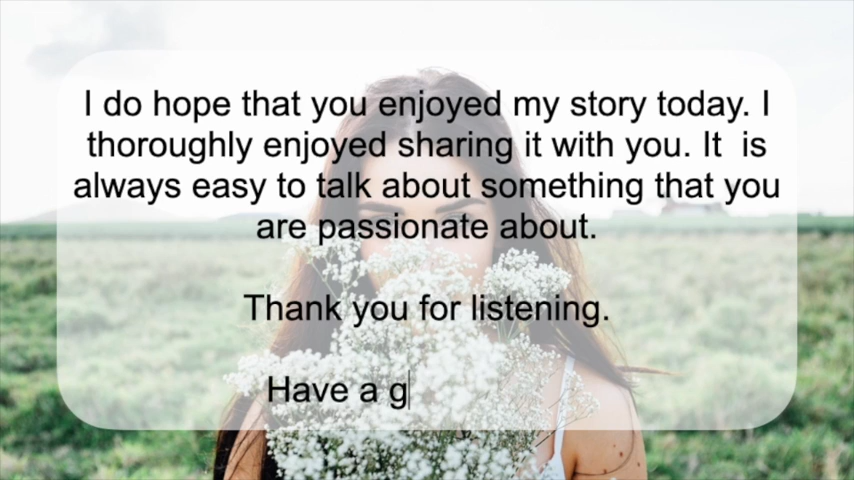 I do hope that you enjoyed my story today. I
thoroughly enjoyed sharing it with you. It  is
always easy to talk about something that you
are passionate about.
Thank you for listening.
Have a g